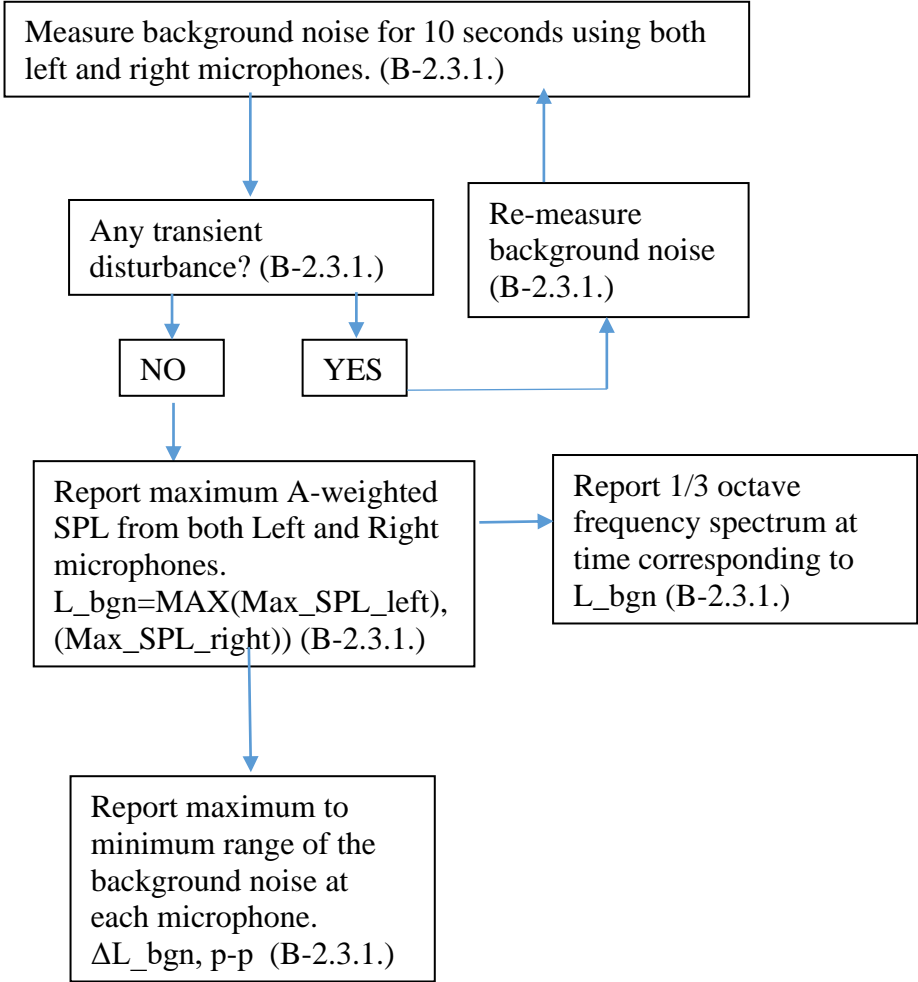 Measure background noise for 10 seconds using both
left and right microphones. (B-2.3.1.)
Any transient
disturbance? (B-2.3.1.)
Re-measure
background noise
(B-2.3.1.)
NO
YES
Report maximum A-weighted
SPL from both Left and Right
microphones.
L_bgn=MAX(Max_SPL_left),
(Max_SPL_right)) (B-2.3.1.)
Report 1/3 octave
frequency spectrum at
time corresponding to
L_bgn (B-2.3.1.)
Report maximum to
minimum range of the
background noise at
each microphone.
ΔL_bgn, p-p (B-2.3.1.)